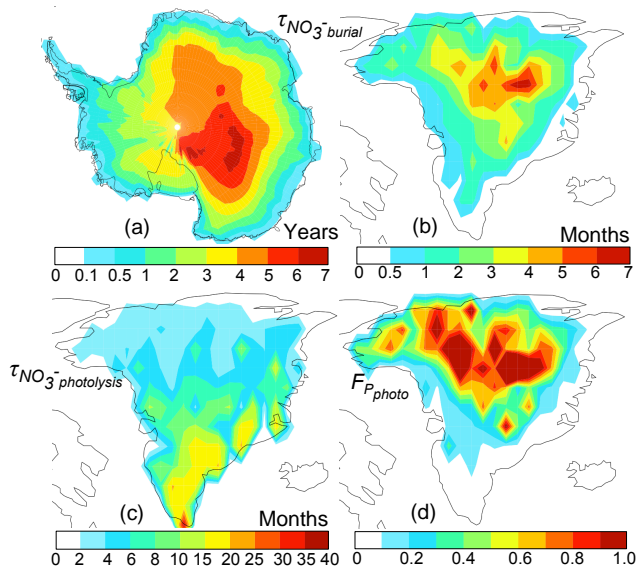 τNO3- burial
(a)
(b)
Years
Months
0 0.1 0.5 1 2 3 4 5 6 7
0 0.5 1 2 3 4 5 6 7
τNO3- photolysis
FPphoto
(c)
(d)
Months
0 2 4 6 8 10 15 20 25 30 35 40
0 0.2 0.4 0.6 0.8 1.0